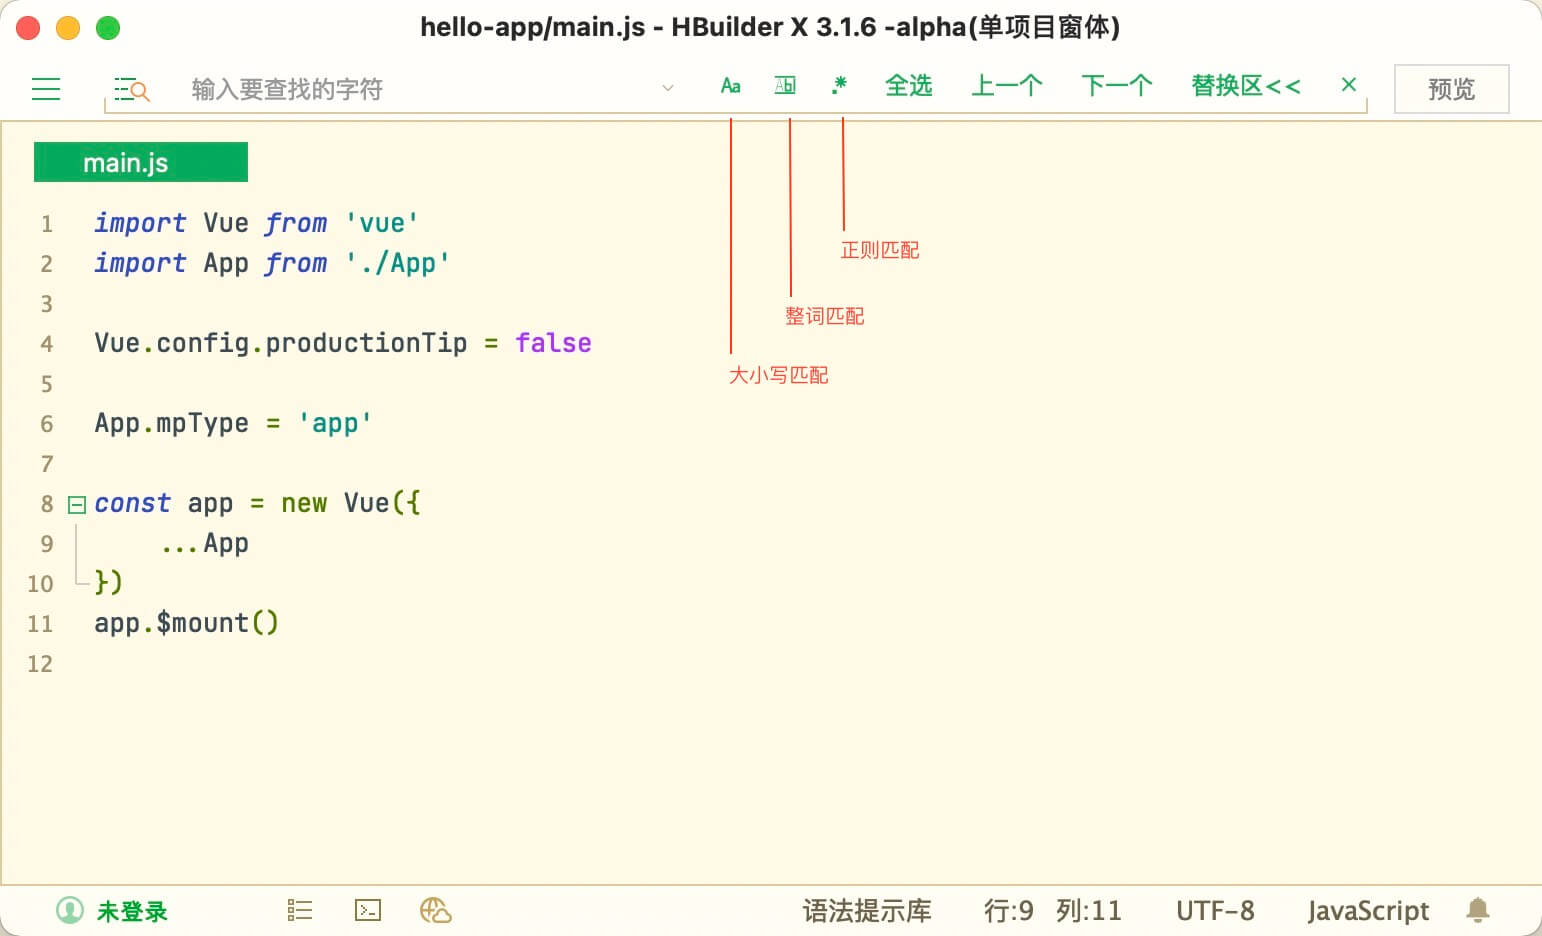 hello-app/main.js - HBuilder X 3.1.6 -alpha(单项目窗体)
输入要查找的字符 Aa Ab .* 全选 上一个 下一个 替换区<< × 预览
main.js
1 import Vue from 'vue'
2 import App from './App'
3
4 Vue.config.productionTip = false
5
6 App.mpType = 'app'
7
8 const app = new Vue({
9 ...App
10 })
11 app.$mount()
12
正则匹配
整词匹配
大小写匹配
未登录 语法提示库 行:9 列:11 UTF-8 JavaScript